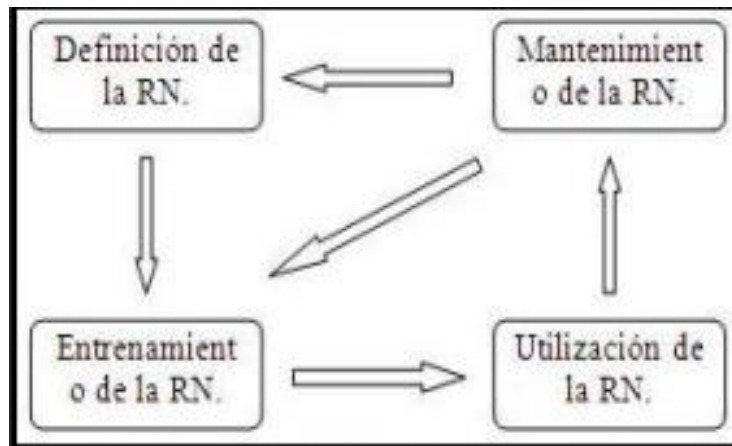 Definición de
la RN.
Mantenimient
o de la RN.
Entrenamient
o de la RN.
Utilización de
la RN.